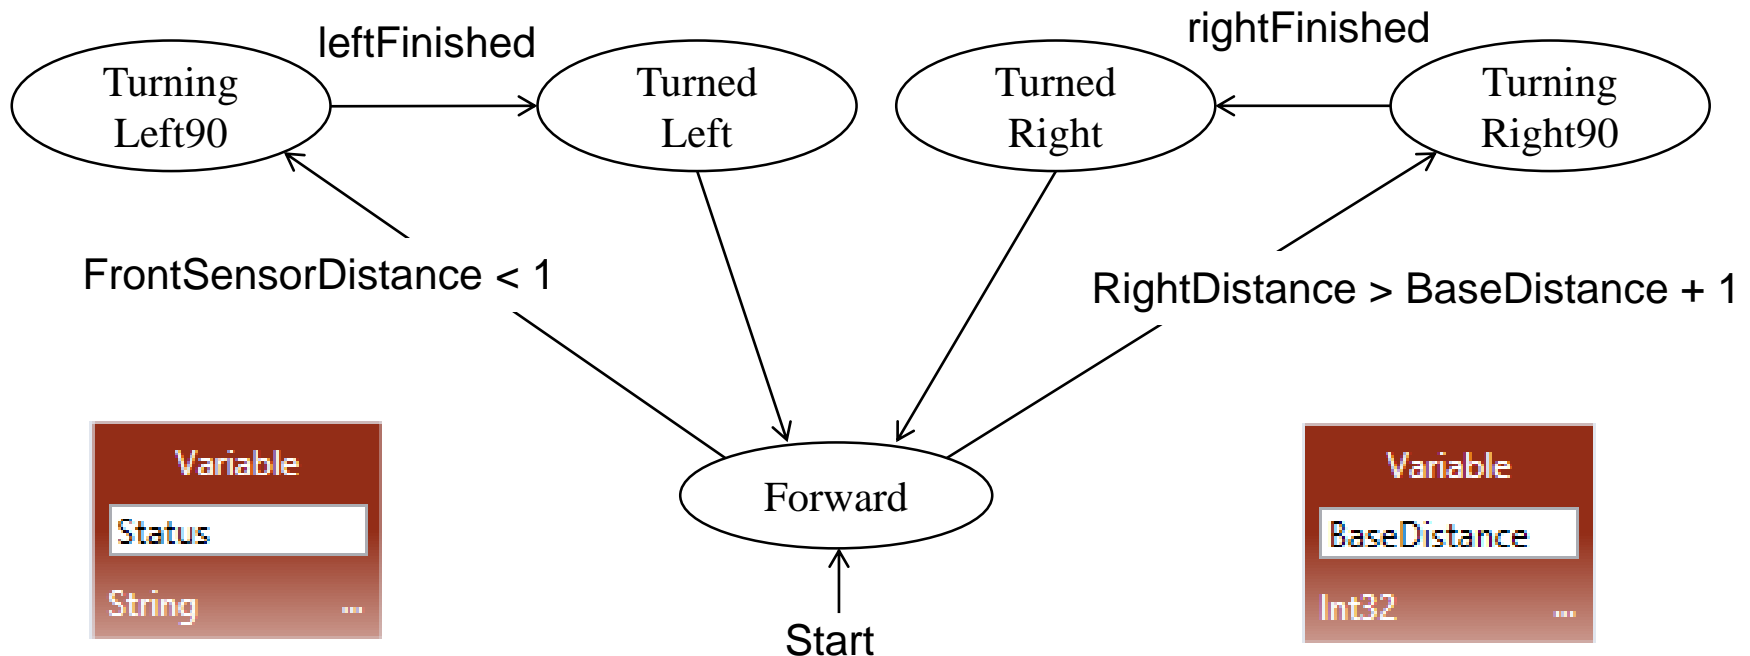 leftFinished
rightFinished
Turning
Left90
Turned
Left
Turned
Right
Turning
Right90
FrontSensorDistance < 1
RightDistance > BaseDistance + 1
Variable
Status
String ...
Forward
Variable
BaseDistance
Int32 ...
Start